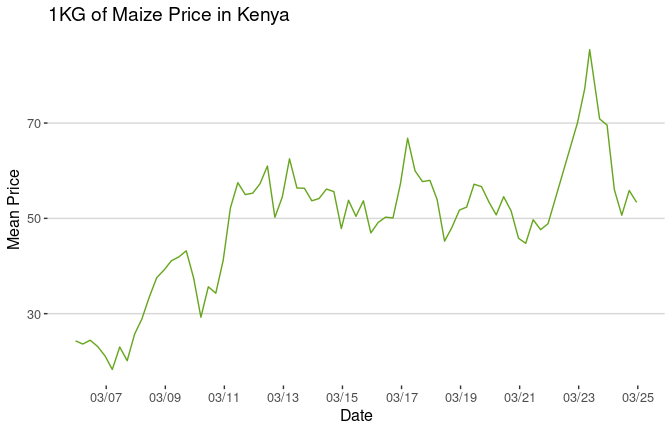 1KG of Maize Price in Kenya
Mean Price
70
50
30
03/07 03/09 03/11 03/13 03/15 03/17 03/19 03/21 03/23 03/25
Date